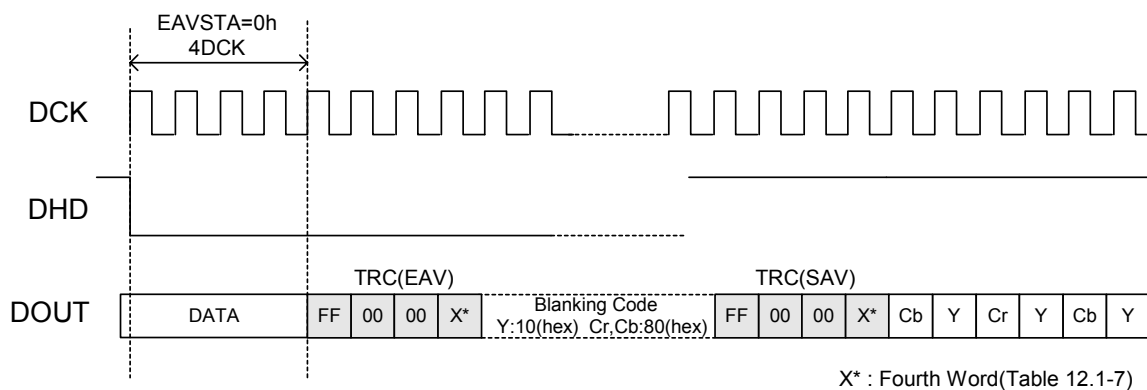 EAVSTA=0h
4DCK
DCK
DHD
TRC(EAV)
TRC(SAV)
DOUT
DATA
FF 00 00 X*
Blanking Code
Y:10(hex) Cr,Cb:80(hex)
FF 00 00 X* Cb Y Cr Y Cb Y
X* : Fourth Word(Table 12.1-7)